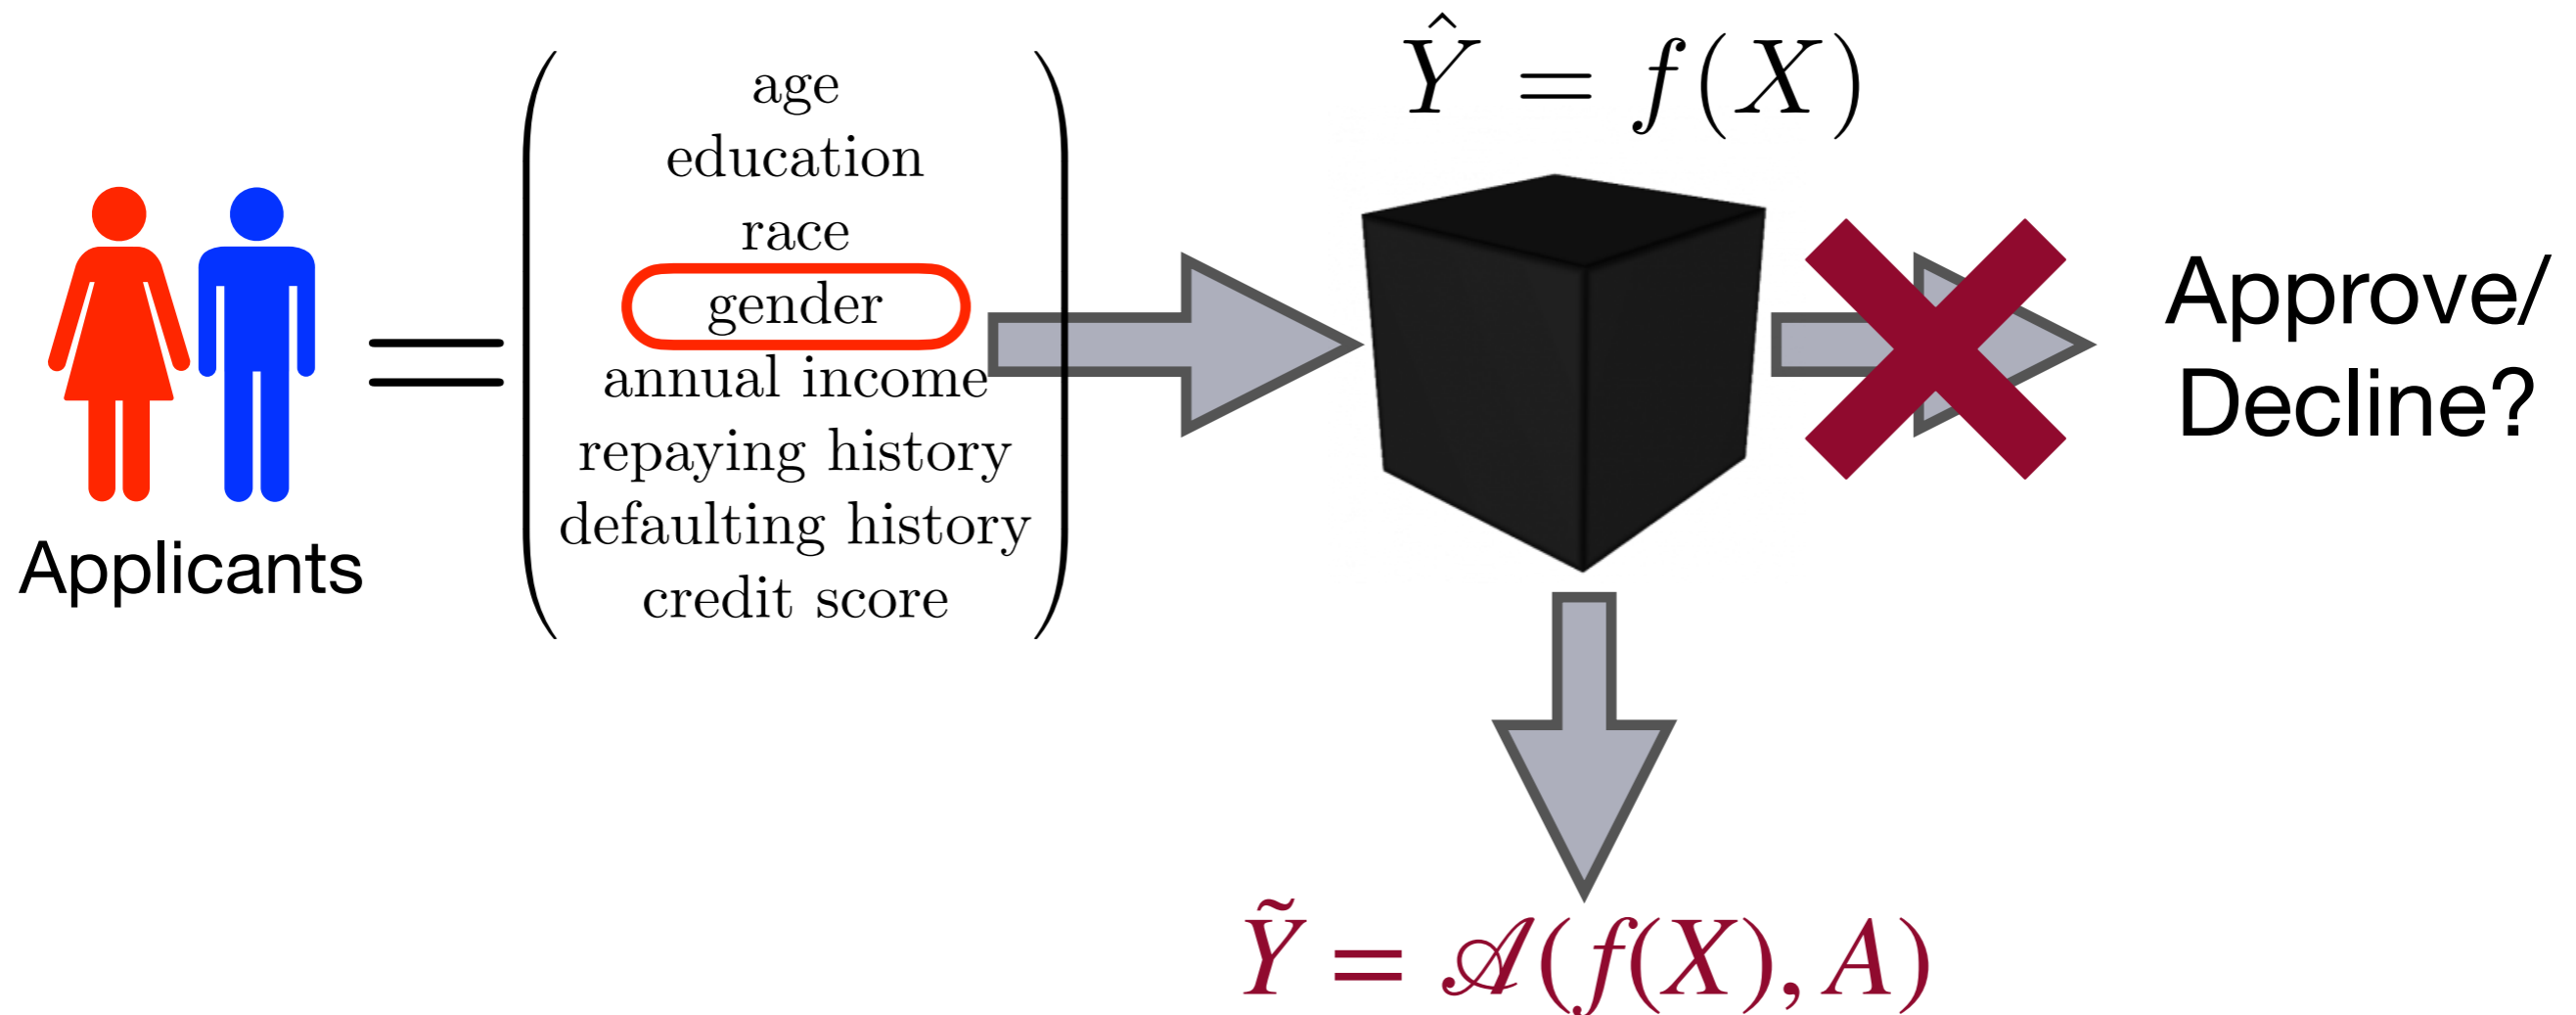 Applicants
=
age
education
race
gender
annual income
repaying history
defaulting history
credit score
Ŷ = f(X)
Approve/
Decline?
Ỹ = 𝒜(f(X), A)